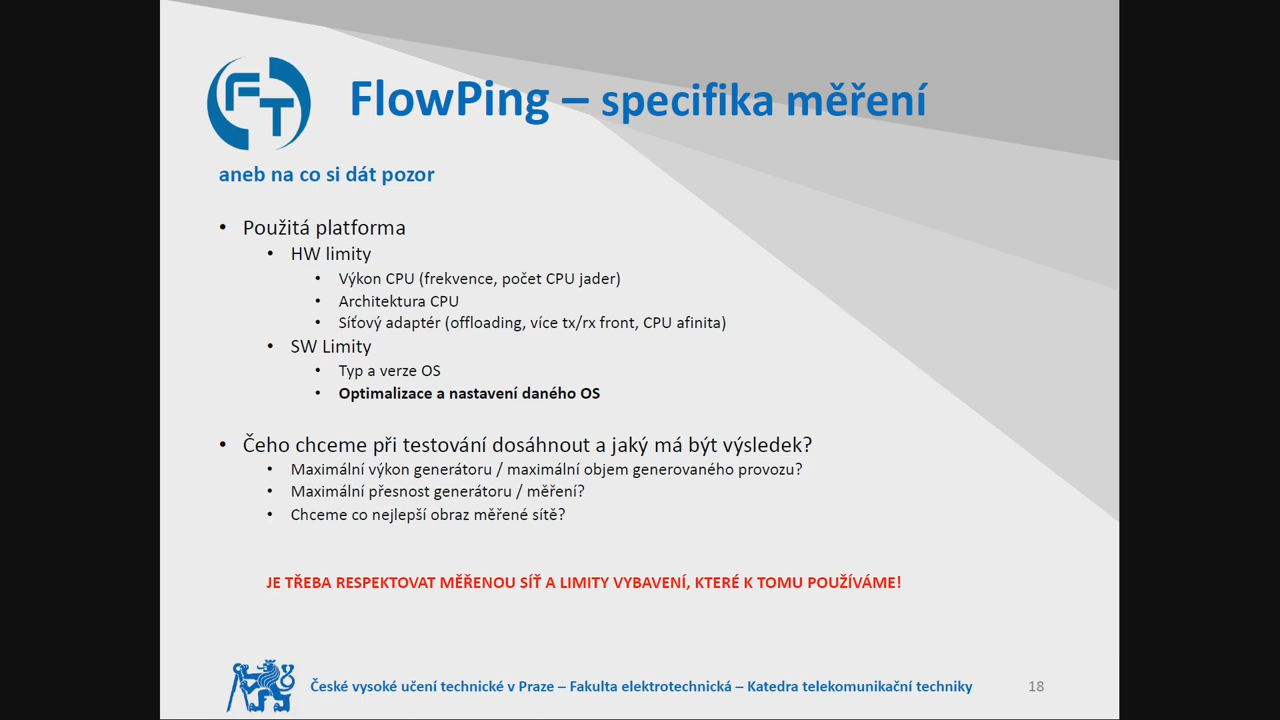 FT
FlowPing – specifika měření
aneb na co si dát pozor
• Použitá platforma
• HW limity
• Výkon CPU (frekvence, počet CPU jader)
• Architektura CPU
• Síťový adaptér (offloading, více tx/rx front, CPU afinita)
• SW Limity
• Typ a verze OS
• Optimalizace a nastavení daného OS
• Čeho chceme při testování dosáhnout a jaký má být výsledek?
• Maximální výkon generátoru / maximální objem generovaného provozu?
• Maximální přesnost generátoru / měření?
• Chceme co nejlepší obraz měřené sítě?
JE TŘEBA RESPEKTOVAT MĚŘENOU SÍŤ A LIMITY VYBAVENÍ, KTERÉ K TOMU POUŽÍVÁME!
České vysoké učení technické v Praze – Fakulta elektrotechnická – Katedra telekomunikační techniky
18